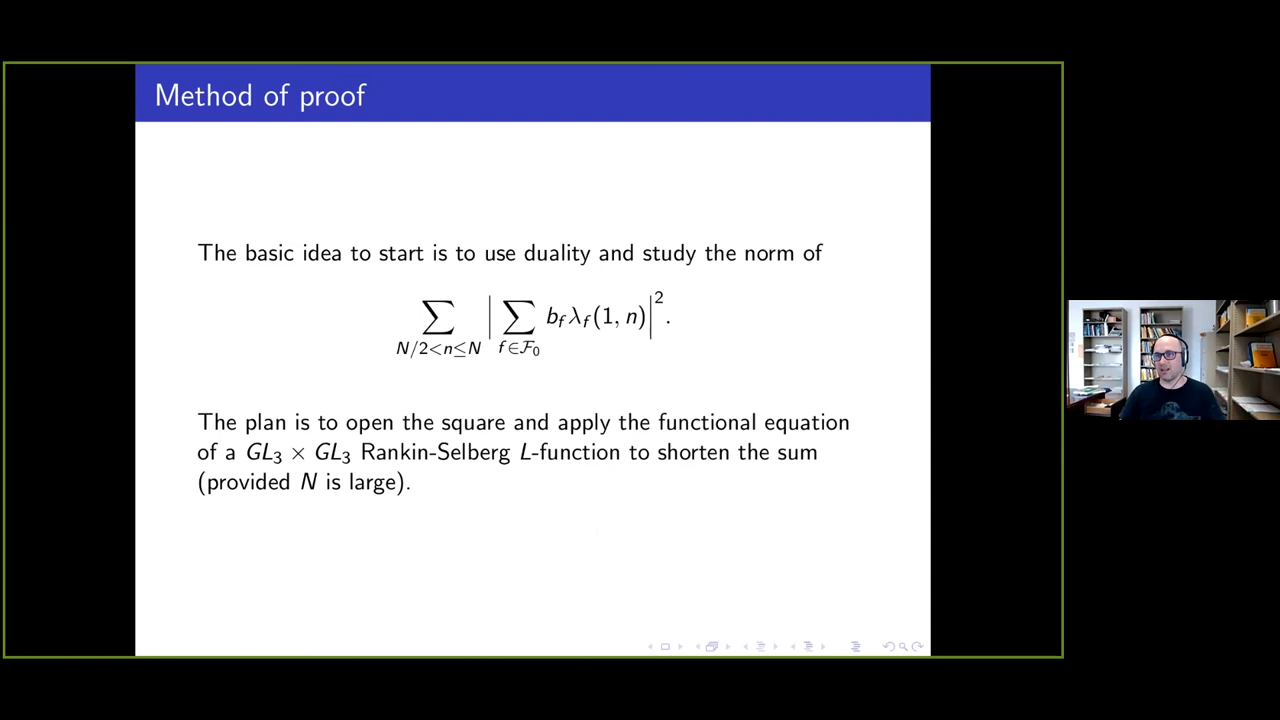 Method of proof
The basic idea to start is to use duality and study the norm of
∑_{N/2<n≤N} |∑_{f∈𝓕₀} b_f λ_f(1, n)|².
The plan is to open the square and apply the functional equation
of a GL₃ × GL₃ Rankin-Selberg L-function to shorten the sum
(provided N is large).